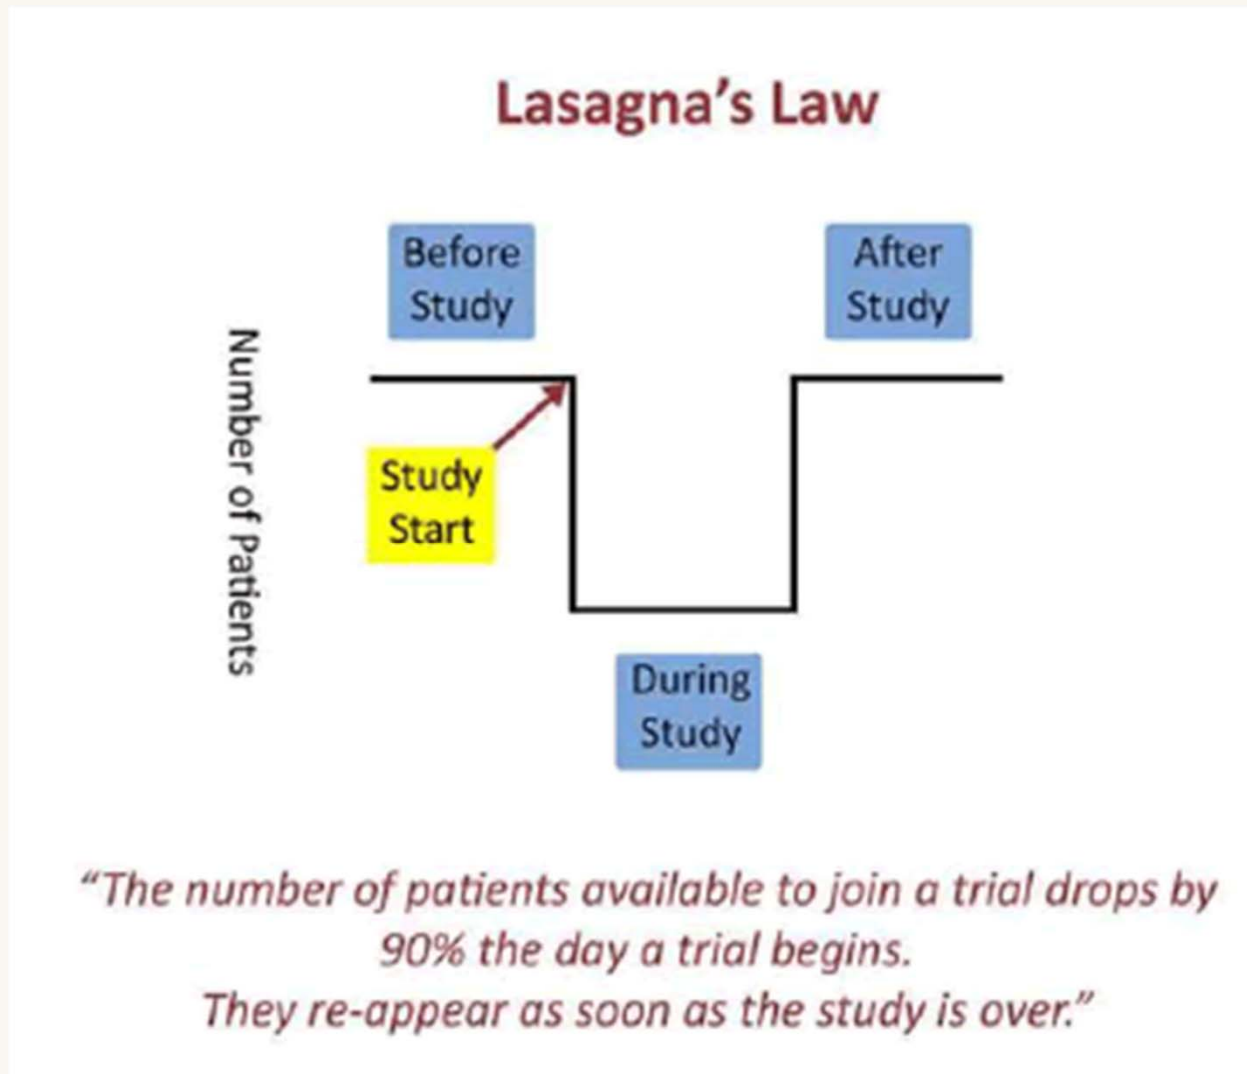 Lasagna’s Law
Before
Study
After
Study
Number of Patients
Study
Start
During
Study
“The number of patients available to join a trial drops by
90% the day a trial begins.
They re-appear as soon as the study is over.”